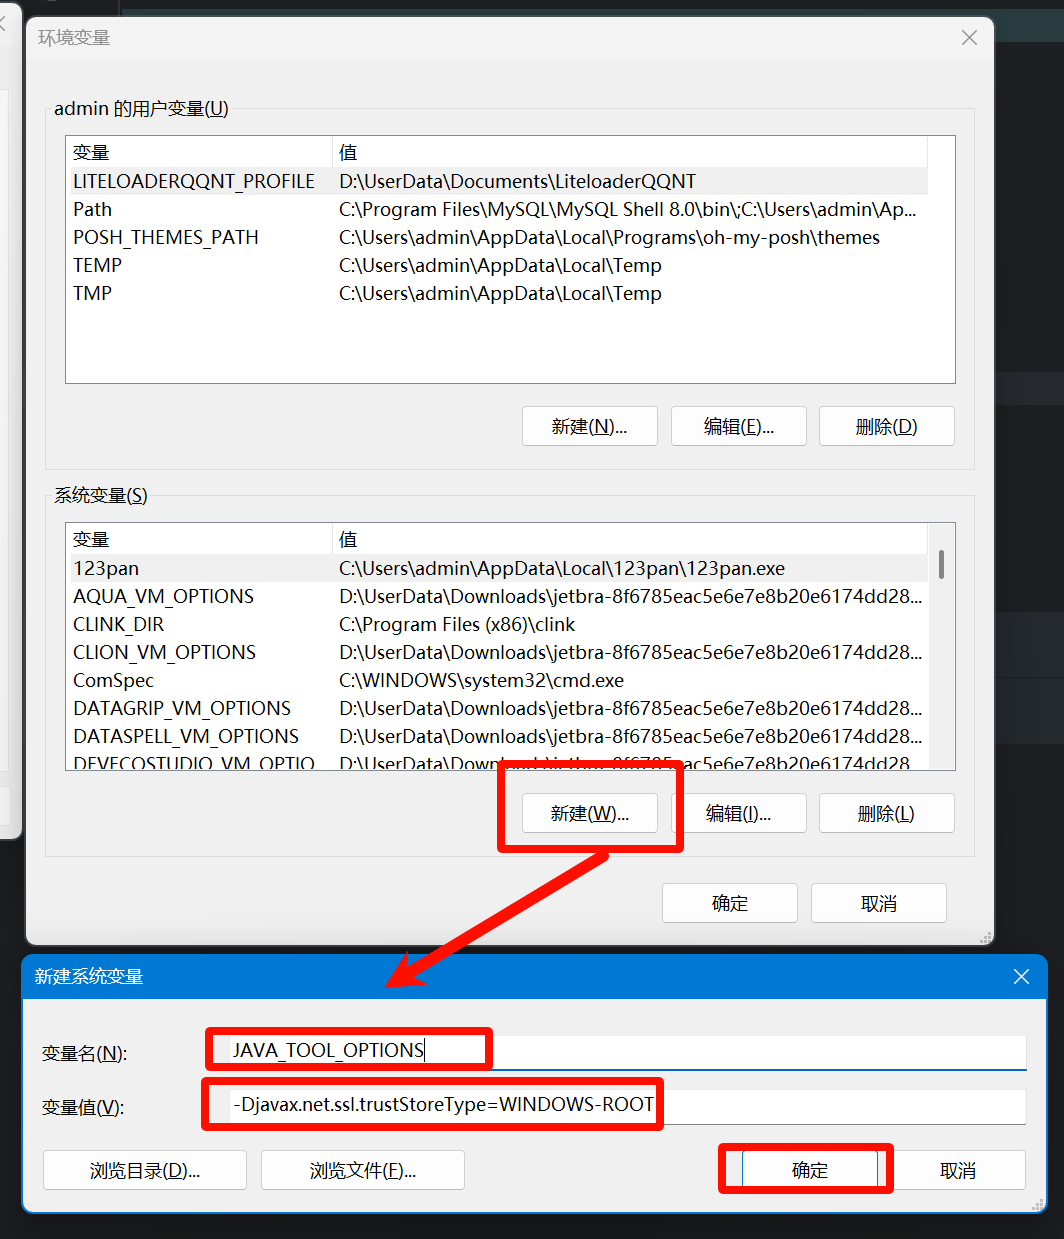 环境变量
admin 的用户变量(U)
变量 值
LITELOADERQQNT_PROFILE D:\UserData\Documents\LiteloaderQQNT
Path C:\Program Files\MySQL\MySQL Shell 8.0\bin\;C:\Users\admin\Ap...
POSH_THEMES_PATH C:\Users\admin\AppData\Local\Programs\oh-my-posh\themes
TEMP C:\Users\admin\AppData\Local\Temp
TMP C:\Users\admin\AppData\Local\Temp
新建(N)... 编辑(E)... 删除(D)
系统变量(S)
变量 值
123pan C:\Users\admin\AppData\Local\123pan\123pan.exe
AQUA_VM_OPTIONS D:\UserData\Downloads\jetbra-8f6785eac5e6e7e8b20e6174dd28...
CLINK_DIR C:\Program Files (x86)\clink
CLION_VM_OPTIONS D:\UserData\Downloads\jetbra-8f6785eac5e6e7e8b20e6174dd28...
ComSpec C:\WINDOWS\system32\cmd.exe
DATAGRIP_VM_OPTIONS D:\UserData\Downloads\jetbra-8f6785eac5e6e7e8b20e6174dd28...
DATASPELL_VM_OPTIONS D:\UserData\Downloads\jetbra-8f6785eac5e6e7e8b20e6174dd28...
DEVECOSTUDIO_VM_OPTIO D:\UserData\Downloads\jetbra-8f6785eac5e6e7e8b20e6174dd28
新建(W)... 编辑(I)... 删除(L)
确定 取消
新建系统变量
变量名(N): JAVA_TOOL_OPTIONS
变量值(V): -Djavax.net.ssl.trustStoreType=WINDOWS-ROOT
浏览目录(D)... 浏览文件(F)... 确定 取消